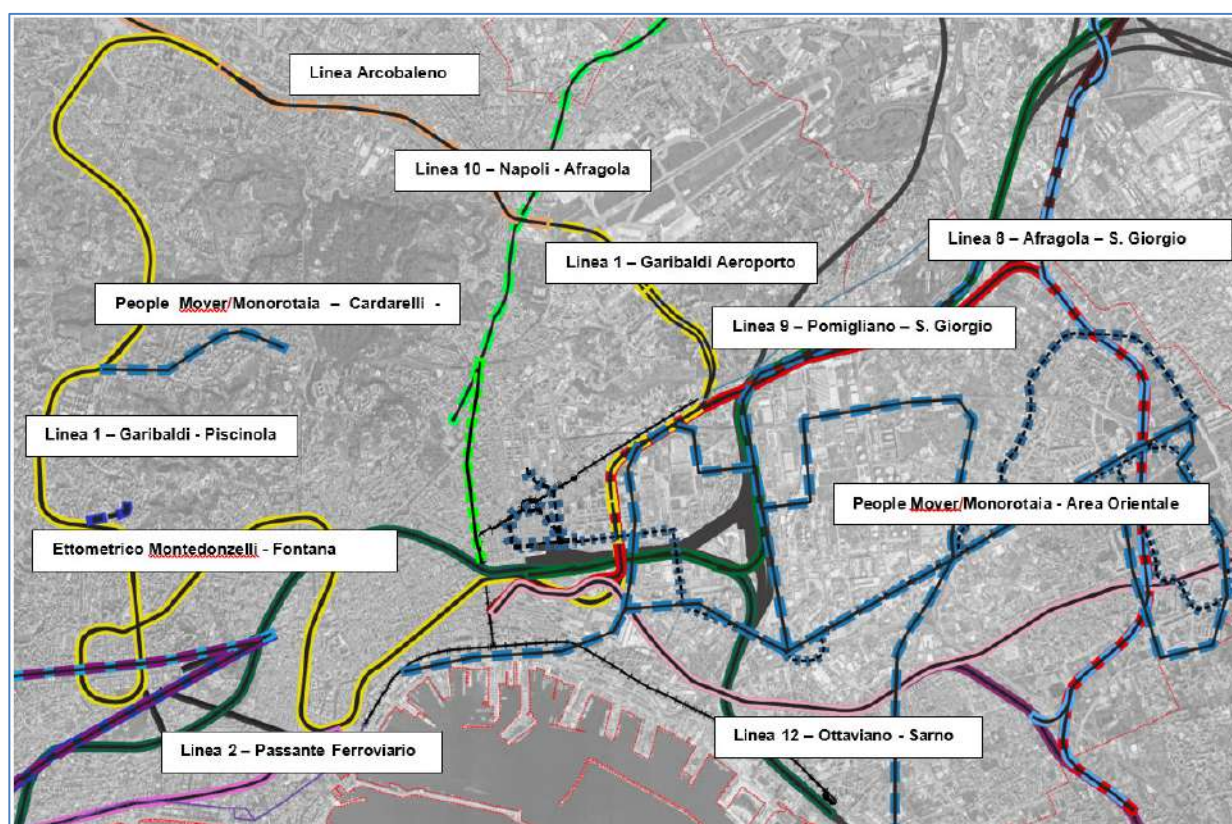 Linea Arcobaleno
Linea 10 – Napoli - Afragola
Linea 8 – Afragola – S. Giorgio
Linea 1 – Garibaldi Aeroporto
People Mover/Monorotaia – Cardarelli -
Linea 9 – Pomigliano – S. Giorgio
Linea 1 – Garibaldi - Piscinola
People Mover/Monorotaia - Area Orientale
Ettometrico Montedonzelli - Fontana
Linea 12 – Ottaviano - Sarno
Linea 2 – Passante Ferroviario